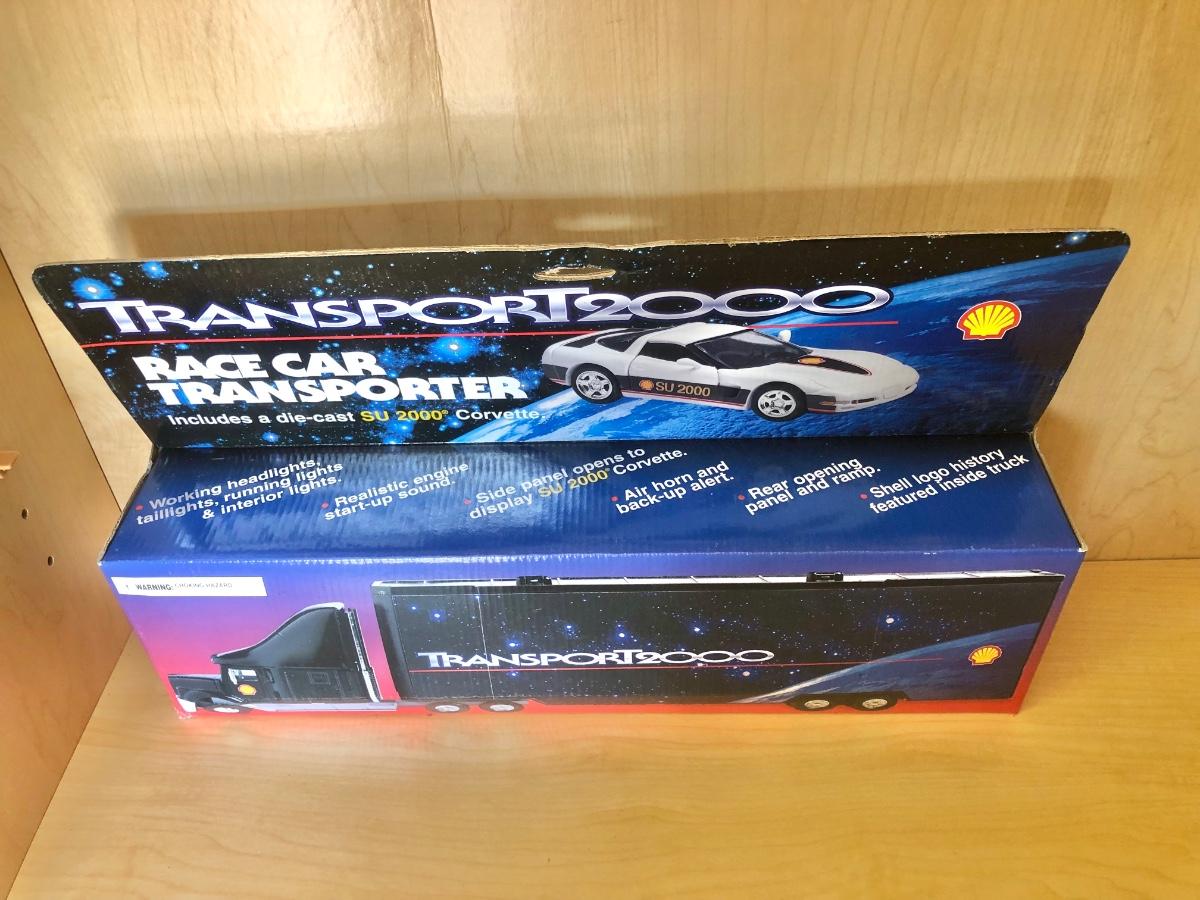 TRANSPORT2000
RACE CAR
TRANSPORTER
Includes a die-cast SU 2000® Corvette.
SU 2000
• Working headlights,
taillights, running lights
& interior lights.
• Realistic engine
start-up sound.
• Side panel opens to
display SU 2000® Corvette.
• Air horn and
back-up alert.
• Rear opening
panel and ramp.
• Shell logo history
featured inside truck
WARNING: CHOKING HAZARD
TRANSPORT2000